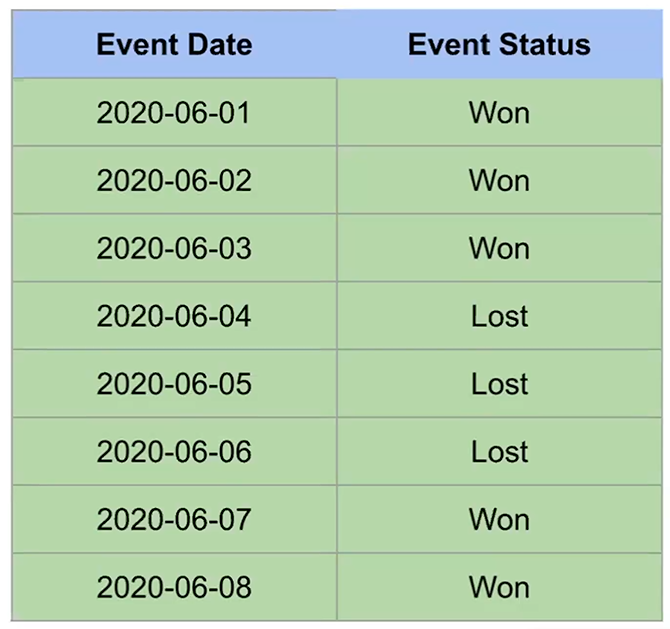 Event Date Event Status
2020-06-01 Won
2020-06-02 Won
2020-06-03 Won
2020-06-04 Lost
2020-06-05 Lost
2020-06-06 Lost
2020-06-07 Won
2020-06-08 Won